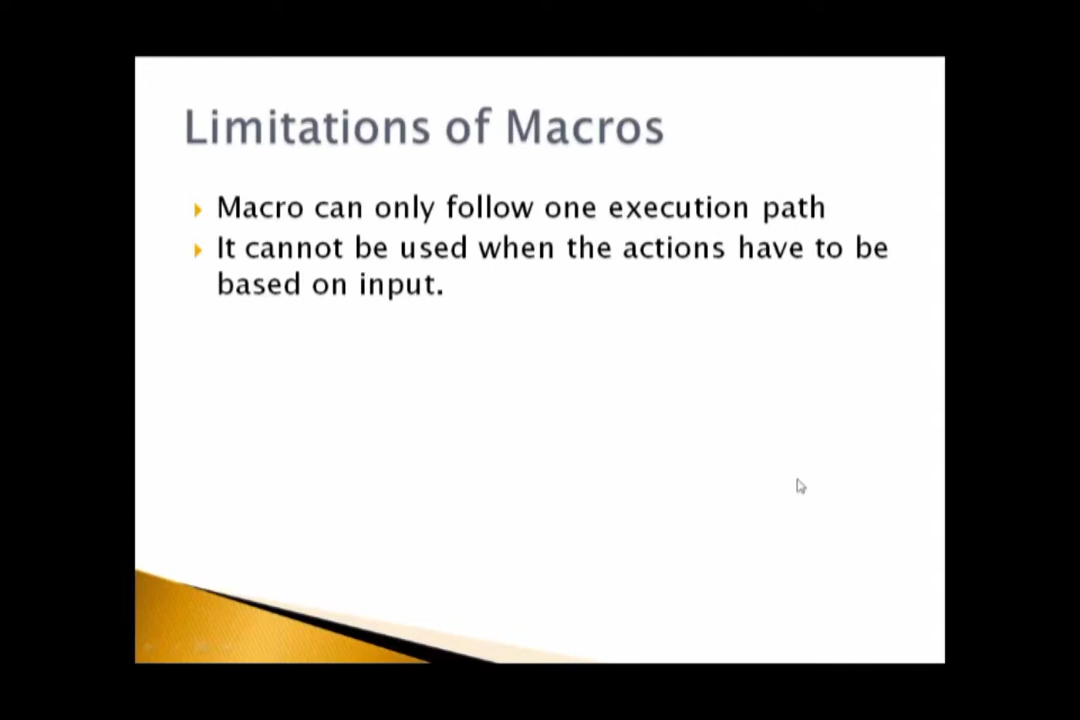 Limitations of Macros
Macro can only follow one execution path
It cannot be used when the actions have to be
based on input.